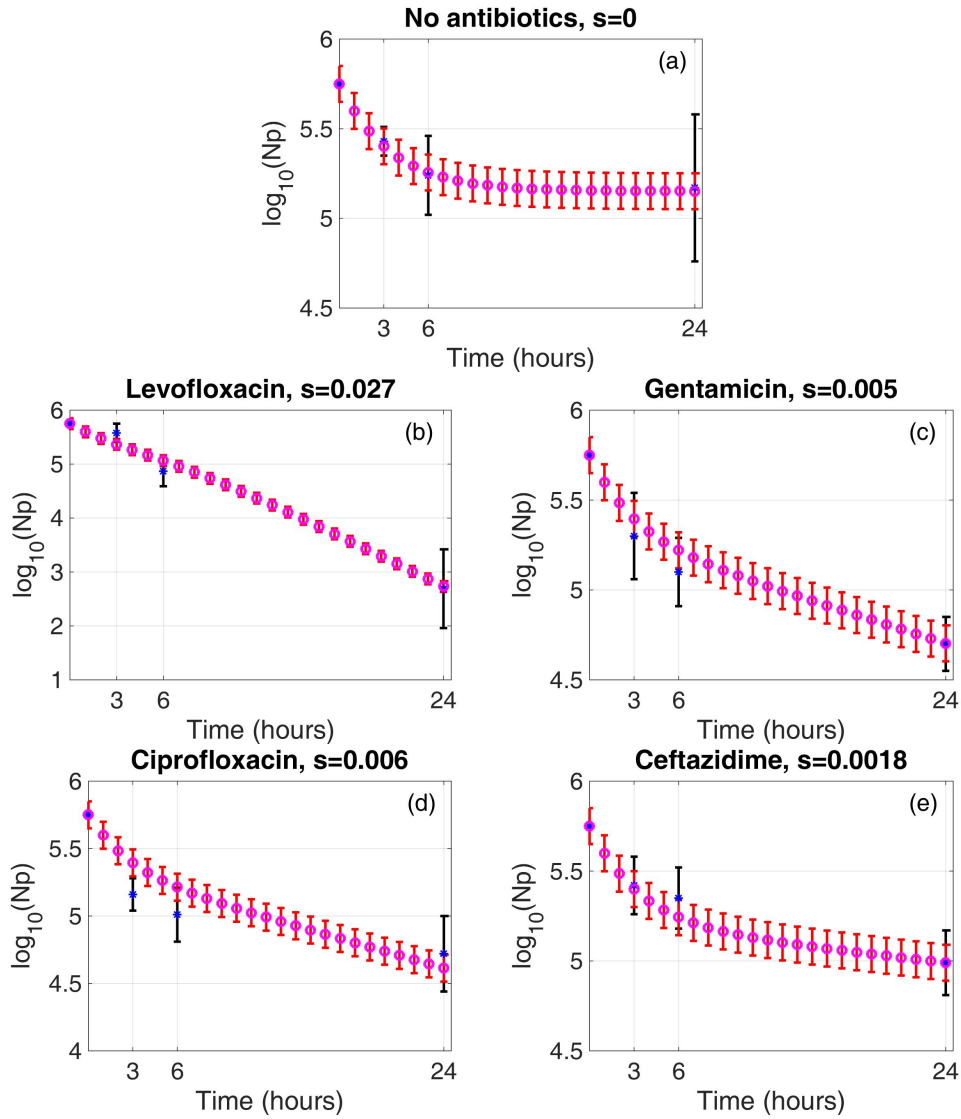 No antibiotics, s=0
(a)
6
5.5
5
4.5
log10(Np)
3 6 24
Time (hours)
Levofloxacin, s=0.027
(b)
6
5
4
3
2
1
log10(Np)
3 6 24
Time (hours)
Gentamicin, s=0.005
(c)
6
5.5
5
4.5
log10(Np)
3 6 24
Time (hours)
Ciprofloxacin, s=0.006
(d)
6
5.5
5
4.5
4
log10(Np)
3 6 24
Time (hours)
Ceftazidime, s=0.0018
(e)
6
5.5
5
4.5
log10(Np)
3 6 24
Time (hours)